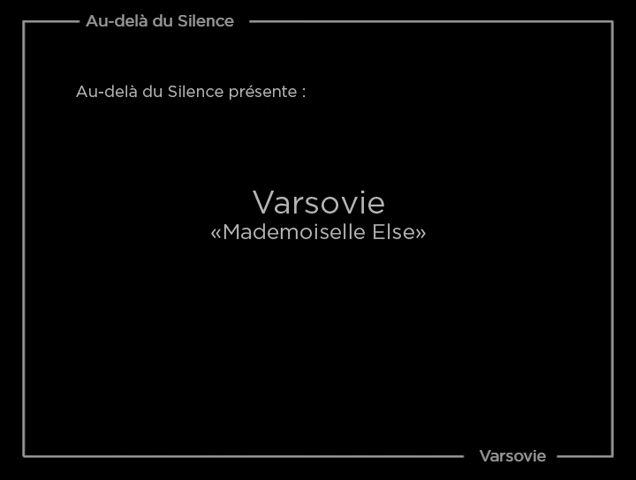 Au-delà du Silence
Au-delà du Silence présente :
Varsovie
«Mademoiselle Else»
Varsovie